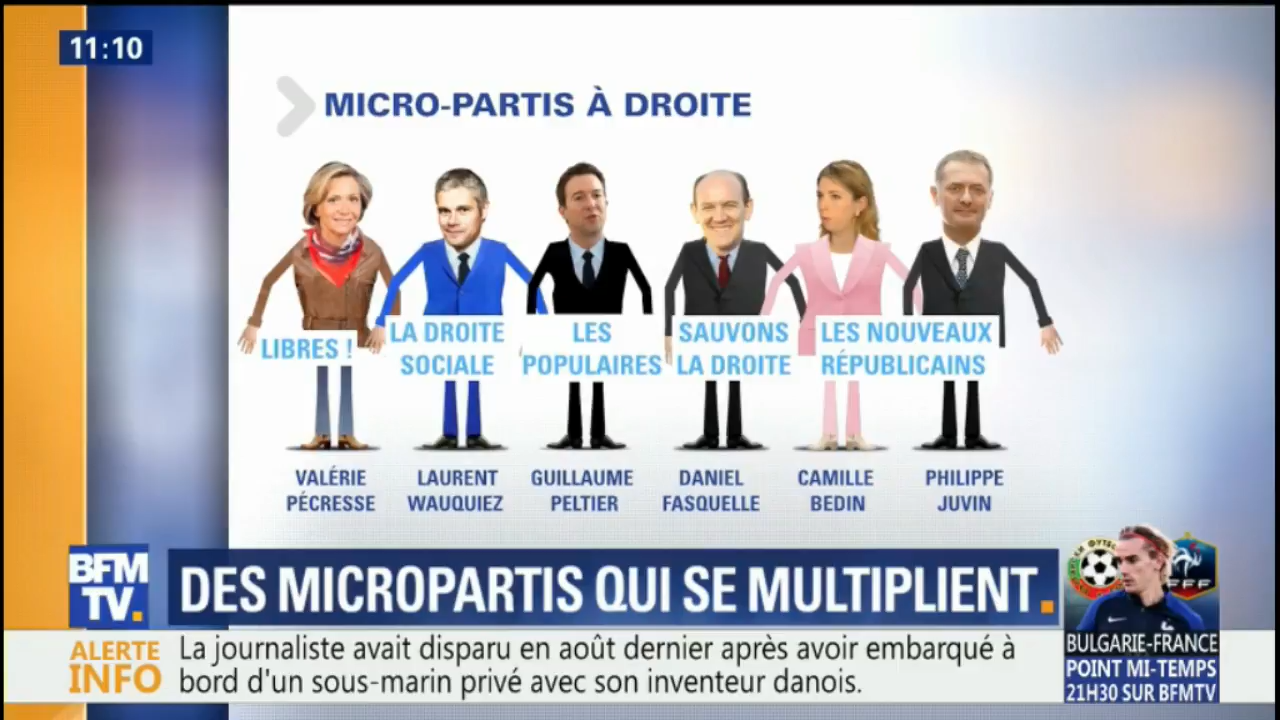 11:10
MICRO-PARTIS À DROITE
LIBRES !
LA DROITE
SOCIALE
LES
POPULAIRES
SAUVONS
LA DROITE
LES NOUVEAUX
RÉPUBLICAINS
VALÉRIE
PÉCRESSE
LAURENT
WAUQUIEZ
GUILLAUME
PELTIER
DANIEL
FASQUELLE
CAMILLE
BEDIN
PHILIPPE
JUVIN
BFM
TV.
DES MICROPARTIS QUI SE MULTIPLIENT.
ALERTE
INFO
La journaliste avait disparu en août dernier après avoir embarqué à
bord d'un sous-marin privé avec son inventeur danois.
FFF
BULGARIE-FRANCE
POINT MI-TEMPS
21H30 SUR BFMTV